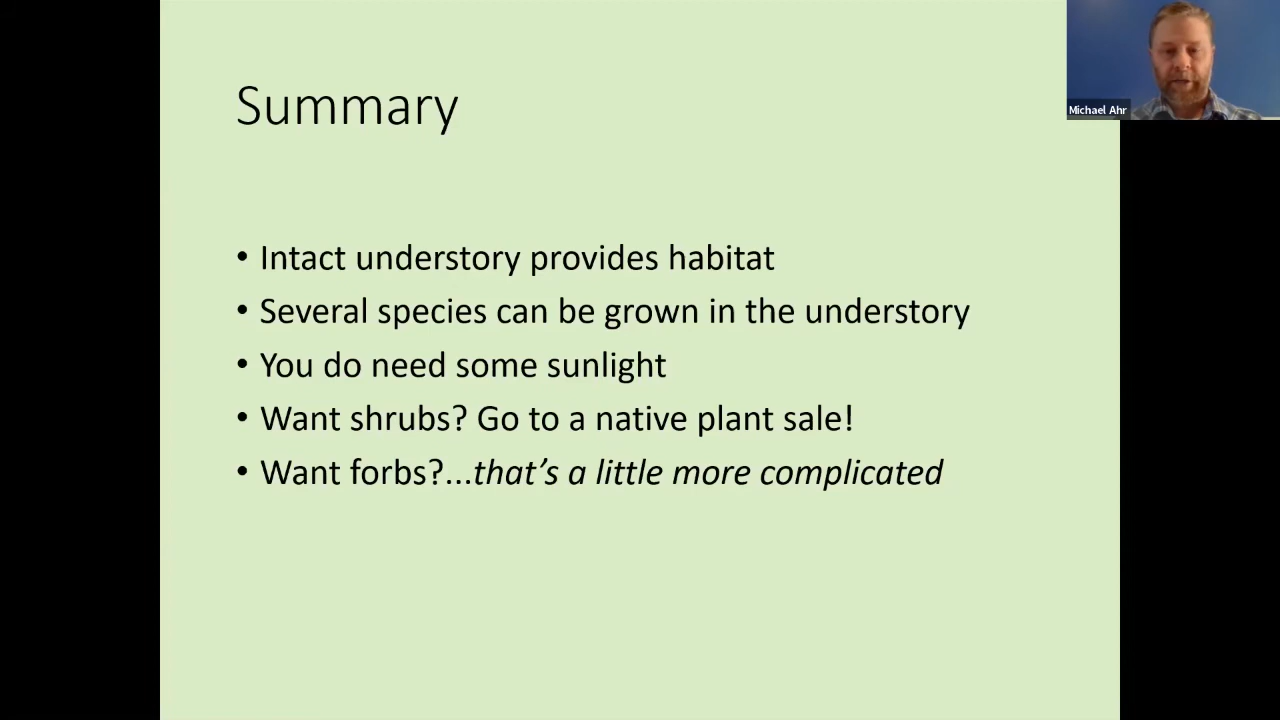 Michael Ahr
Summary
• Intact understory provides habitat
• Several species can be grown in the understory
• You do need some sunlight
• Want shrubs? Go to a native plant sale!
• Want forbs?...that’s a little more complicated